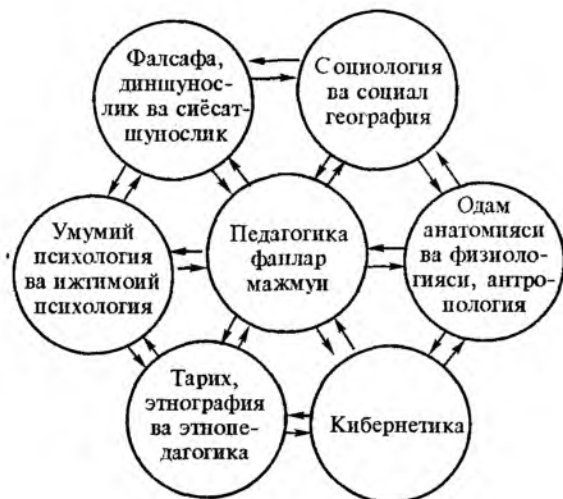 Фалсафа,
диншунос-
лик ва сиёсат-
шунослик
Социология
ва социал
география
Умумий
психология
ва ижтимоий
психология
Педагогика
фанлар
мажмуи
Одам
анатомияси
ва физиоло-
гияси, антро-
пология
Тарих,
этнография
ва этнопе-
дагогика
Кибернетика